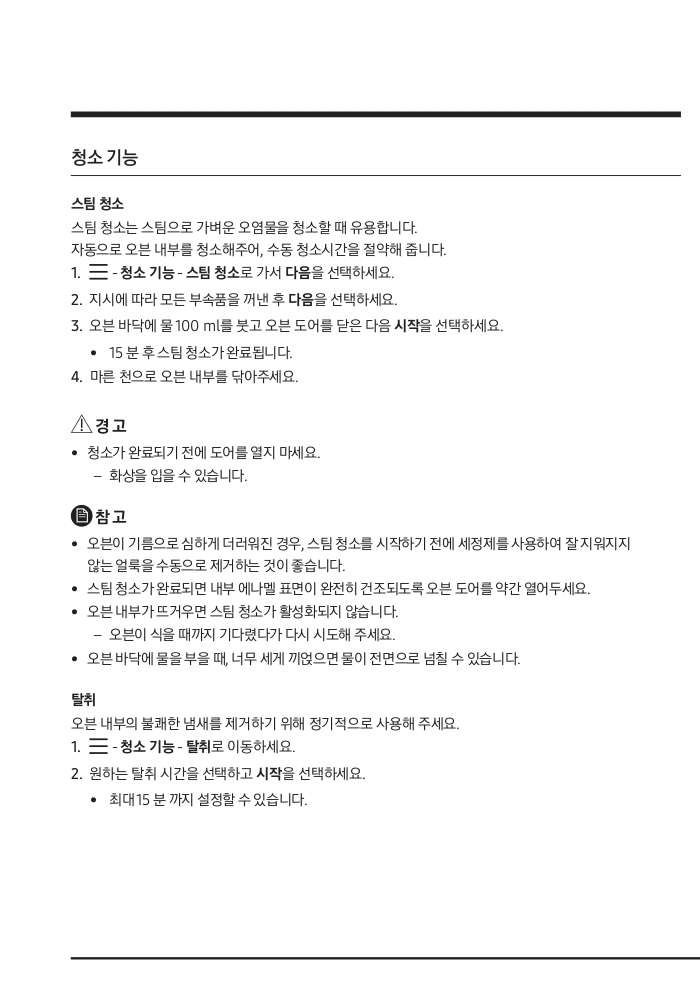 청소 기능
스팀 청소
스팀 청소는 스팀으로 가벼운 오염물을 청소할 때 유용합니다.
자동으로 오븐 내부를 청소해주어, 수동 청소시간을 절약해 줍니다.
1. ☰ - 청소 기능 - 스팀 청소로 가서 다음을 선택하세요.
2. 지시에 따라 모든 부속품을 꺼낸 후 다음을 선택하세요.
3. 오븐 바닥에 물 100 ml를 붓고 오븐 도어를 닫은 다음 시작을 선택하세요.
• 15 분 후 스팀 청소가 완료됩니다.
4. 마른 천으로 오븐 내부를 닦아주세요.
경고
• 청소가 완료되기 전에 도어를 열지 마세요.
– 화상을 입을 수 있습니다.
참고
• 오븐이 기름으로 심하게 더러워진 경우, 스팀 청소를 시작하기 전에 세정제를 사용하여 잘 지워지지
않는 얼룩을 수동으로 제거하는 것이 좋습니다.
• 스팀 청소가 완료되면 내부 에나멜 표면이 완전히 건조되도록 오븐 도어를 약간 열어두세요.
• 오븐 내부가 뜨거우면 스팀 청소가 활성화되지 않습니다.
– 오븐이 식을 때까지 기다렸다가 다시 시도해 주세요.
• 오븐 바닥에 물을 부을 때, 너무 세게 끼얹으면 물이 전면으로 넘칠 수 있습니다.
탈취
오븐 내부의 불쾌한 냄새를 제거하기 위해 정기적으로 사용해 주세요.
1. ☰ - 청소 기능 - 탈취로 이동하세요.
2. 원하는 탈취 시간을 선택하고 시작을 선택하세요.
• 최대 15 분 까지 설정할 수 있습니다.